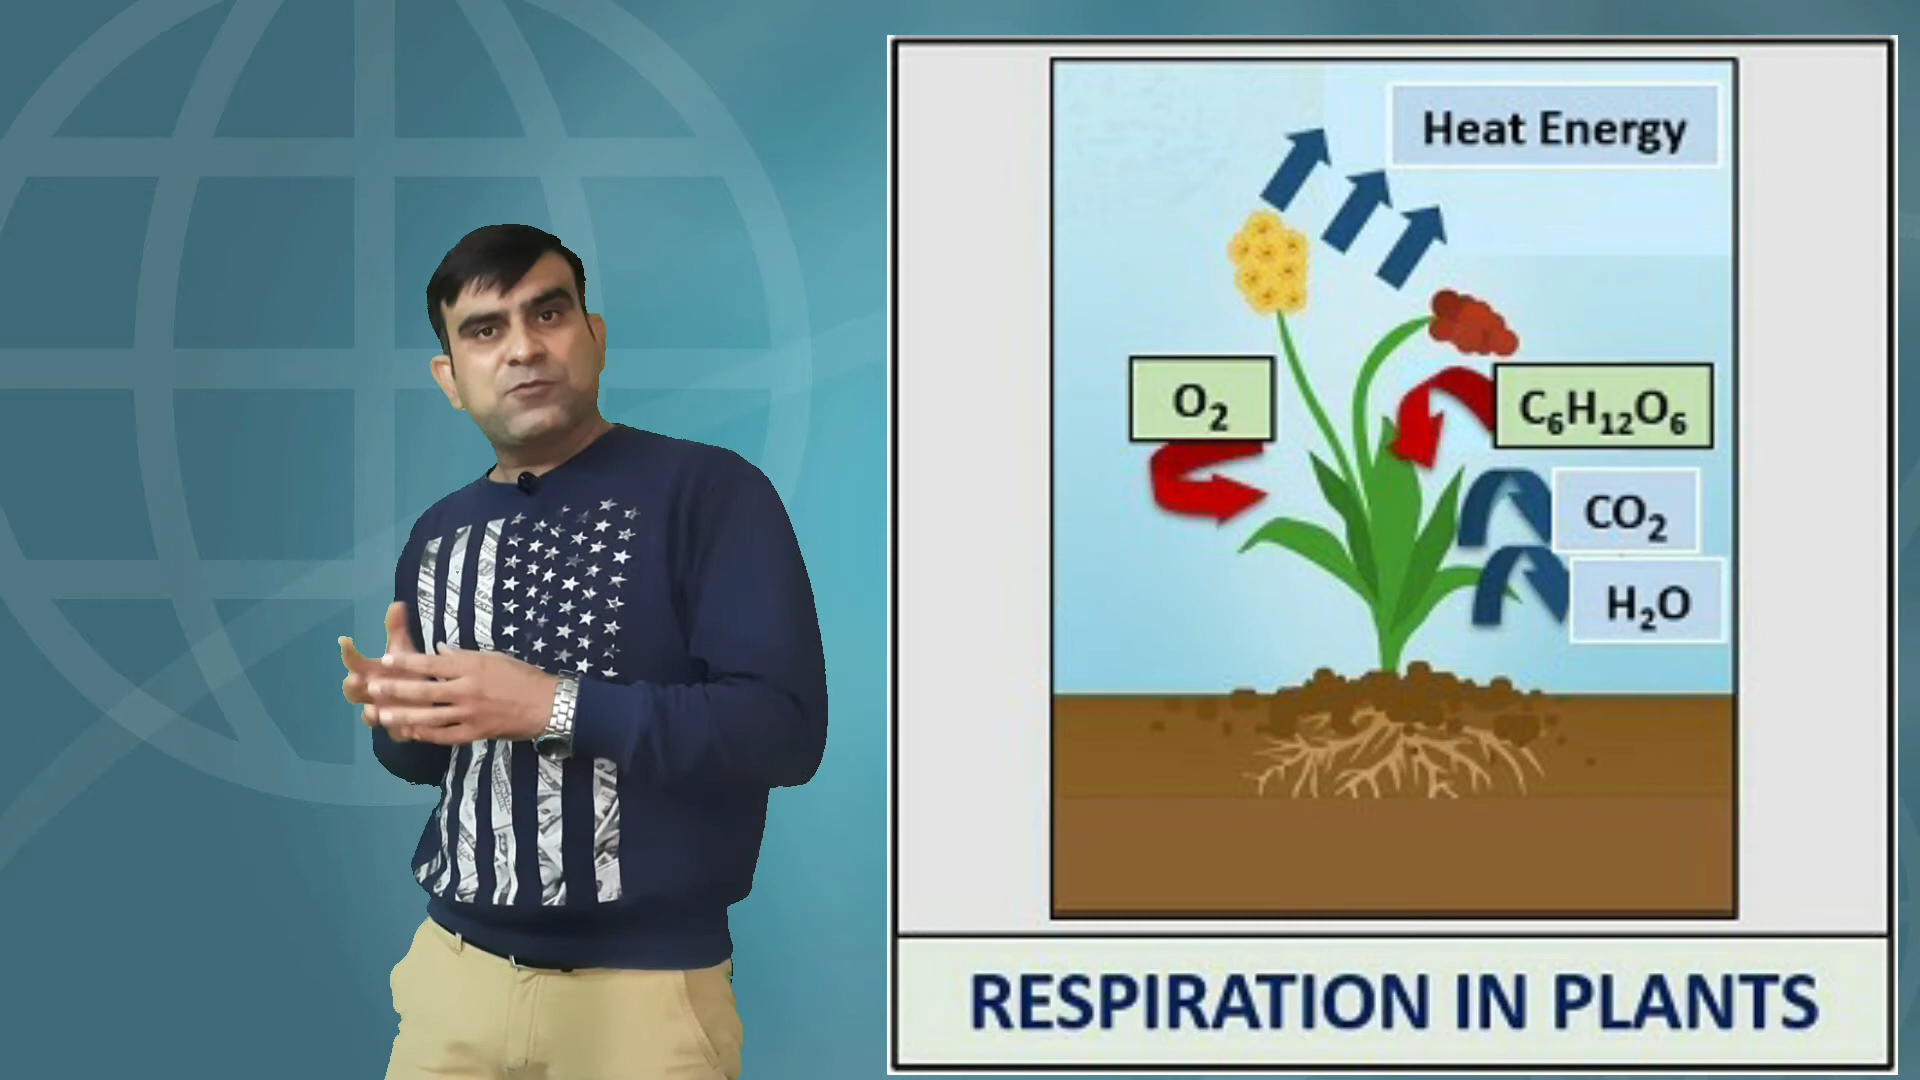 Heat Energy
O₂
C₆H₁₂O₆
CO₂
H₂O
RESPIRATION IN PLANTS